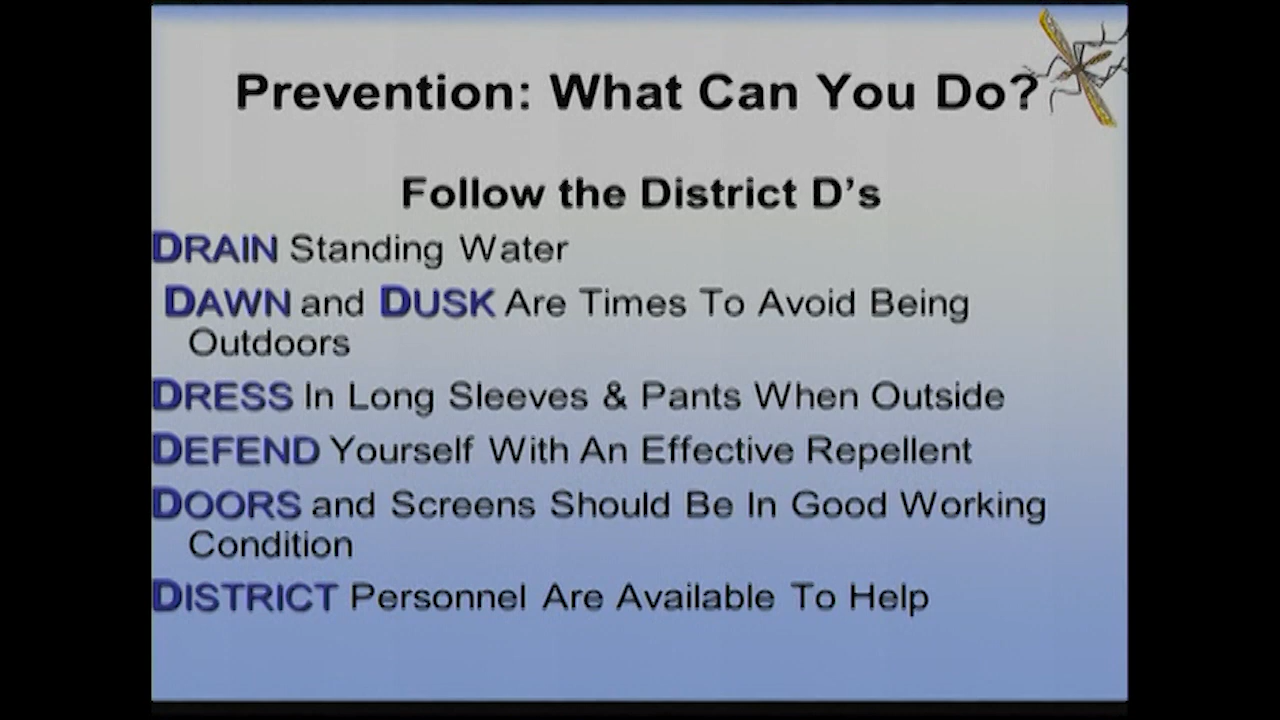 Prevention: What Can You Do?
Follow the District D’s
DRAIN Standing Water
DAWN and DUSK Are Times To Avoid Being
Outdoors
DRESS In Long Sleeves & Pants When Outside
DEFEND Yourself With An Effective Repellent
DOORS and Screens Should Be In Good Working
Condition
DISTRICT Personnel Are Available To Help